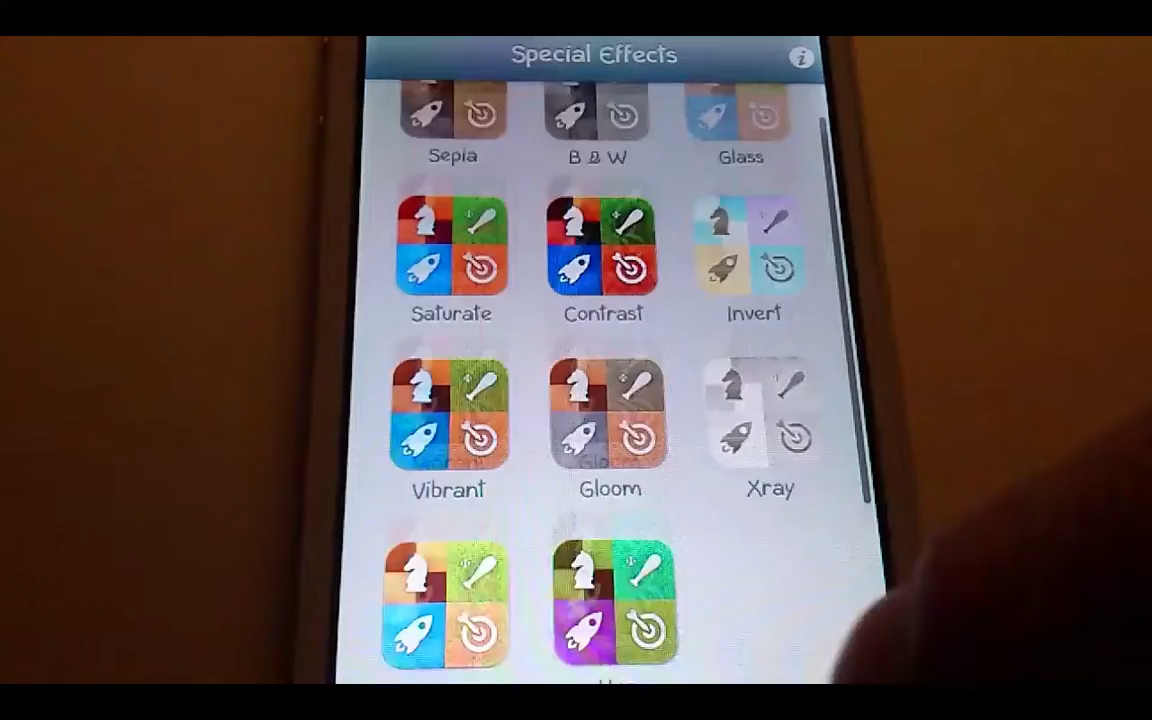 Special Effects
i
Sepia B & W Glass
Saturate Contrast Invert
Vibrant Gloom Xray